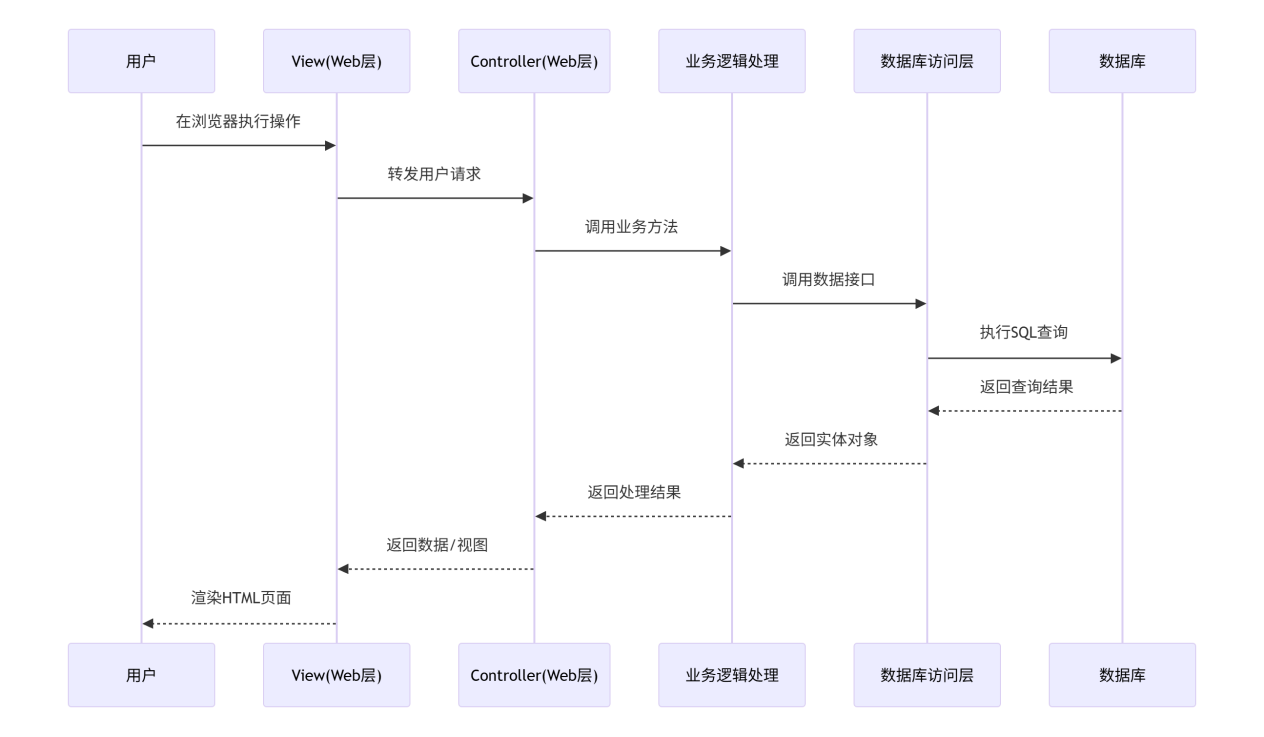 用户
View(Web层)
Controller(Web层)
业务逻辑处理
数据库访问层
数据库
在浏览器执行操作
转发用户请求
调用业务方法
调用数据接口
执行SQL查询
返回查询结果
返回实体对象
返回处理结果
返回数据/视图
渲染HTML页面
用户
View(Web层)
Controller(Web层)
业务逻辑处理
数据库访问层
数据库